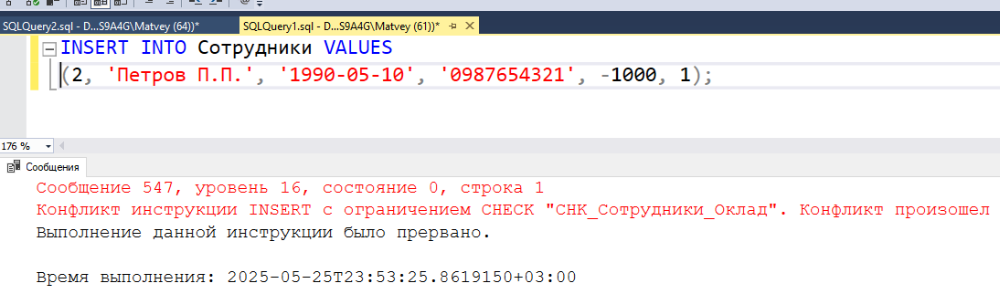 SQLQuery2.sql - D...S9A4G\Matvey (64))*
SQLQuery1.sql - D...S9A4G\Matvey (61))*
INSERT INTO Сотрудники VALUES
(2, 'Петров П.П.', '1990-05-10', '0987654321', -1000, 1);
176 %
Сообщения
Сообщение 547, уровень 16, состояние 0, строка 1
Конфликт инструкции INSERT с ограничением CHECK "CHK_Сотрудники_Оклад". Конфликт произошел
Выполнение данной инструкции было прервано.
Время выполнения: 2025-05-25T23:53:25.8619150+03:00